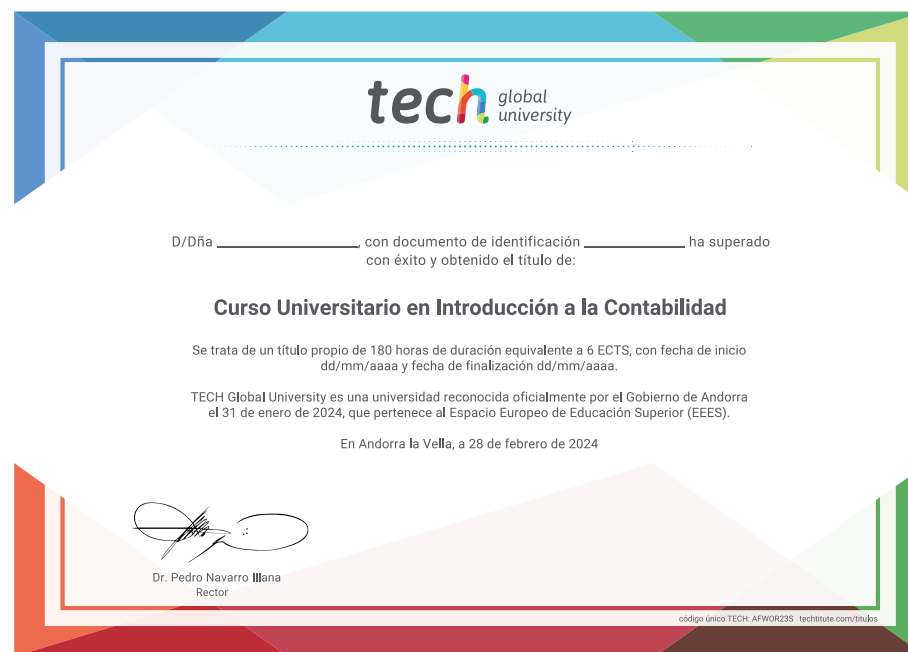 tech global university
D/Dña ____________, con documento de identificación ____________ ha superado
con éxito y obtenido el título de:
Curso Universitario en Introducción a la Contabilidad
Se trata de un título propio de 180 horas de duración equivalente a 6 ECTS, con fecha de inicio
dd/mm/aaaa y fecha de finalización dd/mm/aaaa.
TECH Global University es una universidad reconocida oficialmente por el Gobierno de Andorra
el 31 de enero de 2024, que pertenece al Espacio Europeo de Educación Superior (EEES).
En Andorra la Vella, a 28 de febrero de 2024
Dr. Pedro Navarro Illana
Rector
código único TECH: AFWOR23S techtitute.com/titulos